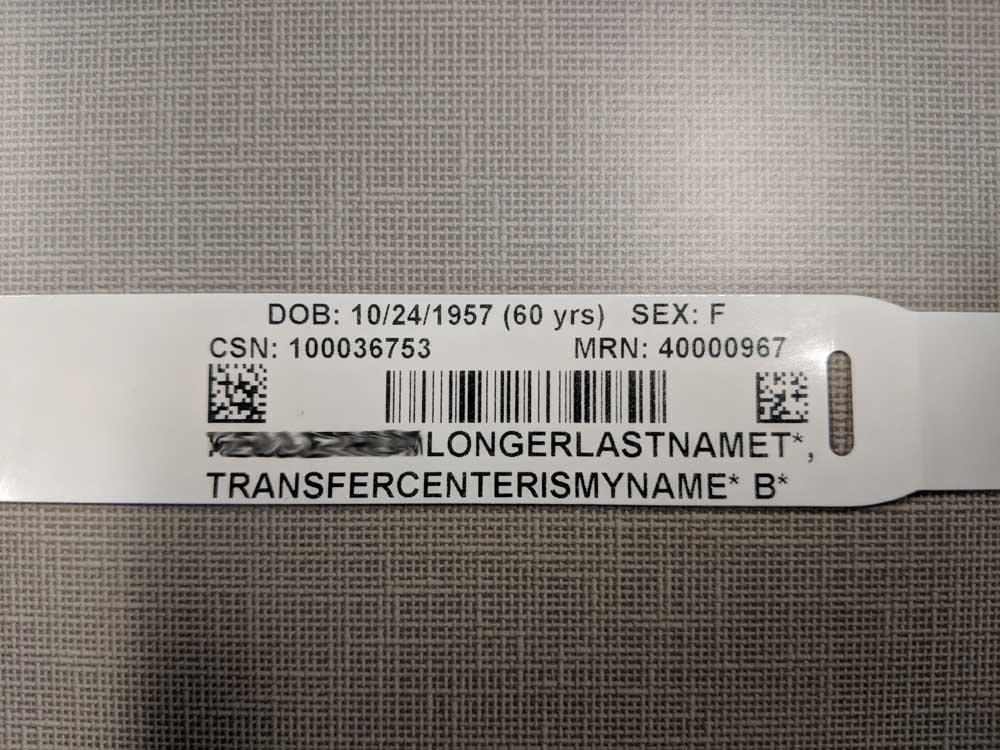 DOB: 10/24/1957 (60 yrs) SEX: F
CSN: 100036753 MRN: 40000967
LONGERLASTNAMET*,
TRANSFERCENTERISMYNAME* B*